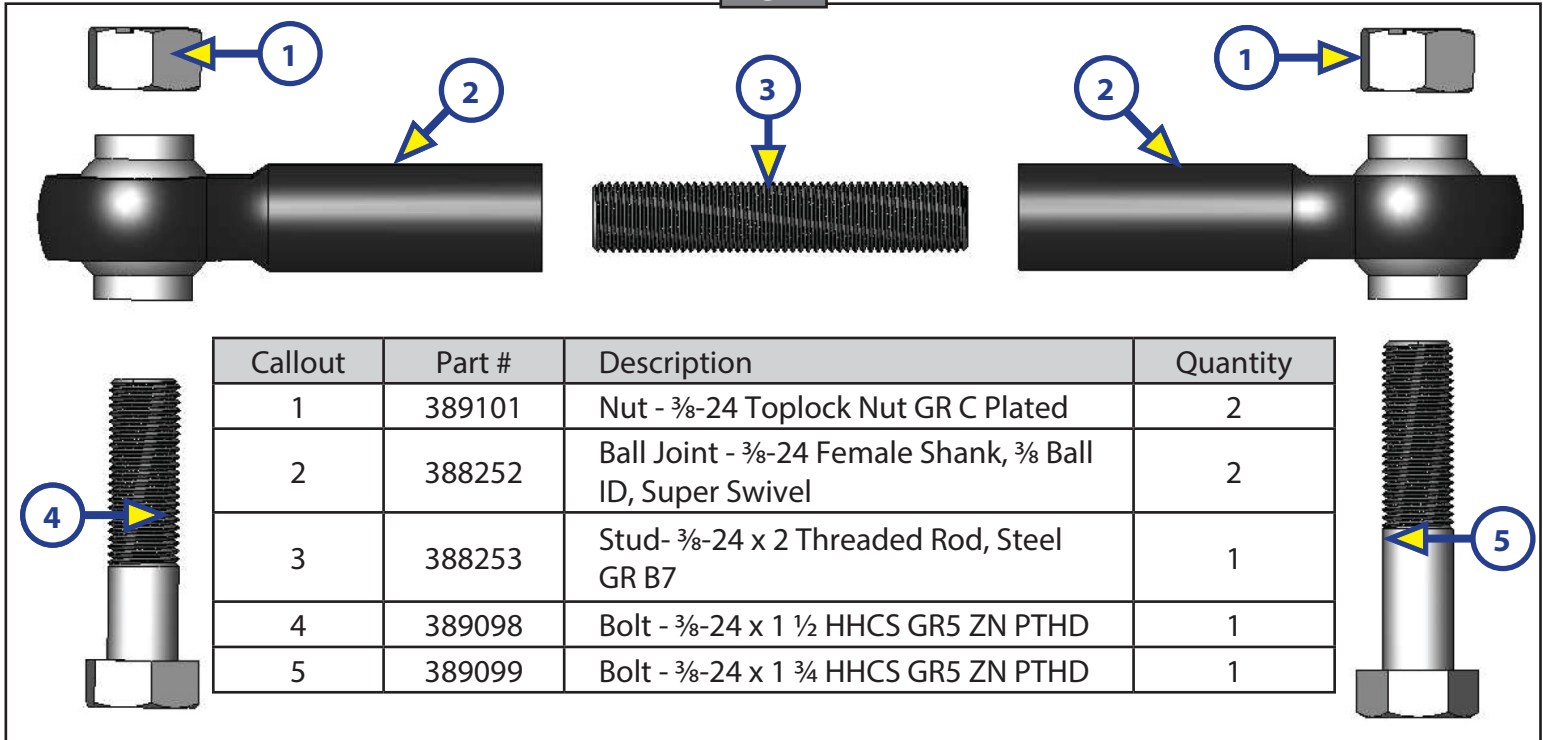 1
1
2
3
2
Callout Part # Description Quantity
1 389101 Nut - ⅜-24 Toplock Nut GR C Plated 2
2 388252 Ball Joint - ⅜-24 Female Shank, ⅜ Ball
ID, Super Swivel 2
3 388253 Stud- ⅜-24 x 2 Threaded Rod, Steel
GR B7 1
4 389098 Bolt - ⅜-24 x 1 ½ HHCS GR5 ZN PTHD 1
5 389099 Bolt - ⅜-24 x 1 ¾ HHCS GR5 ZN PTHD 1
4
5